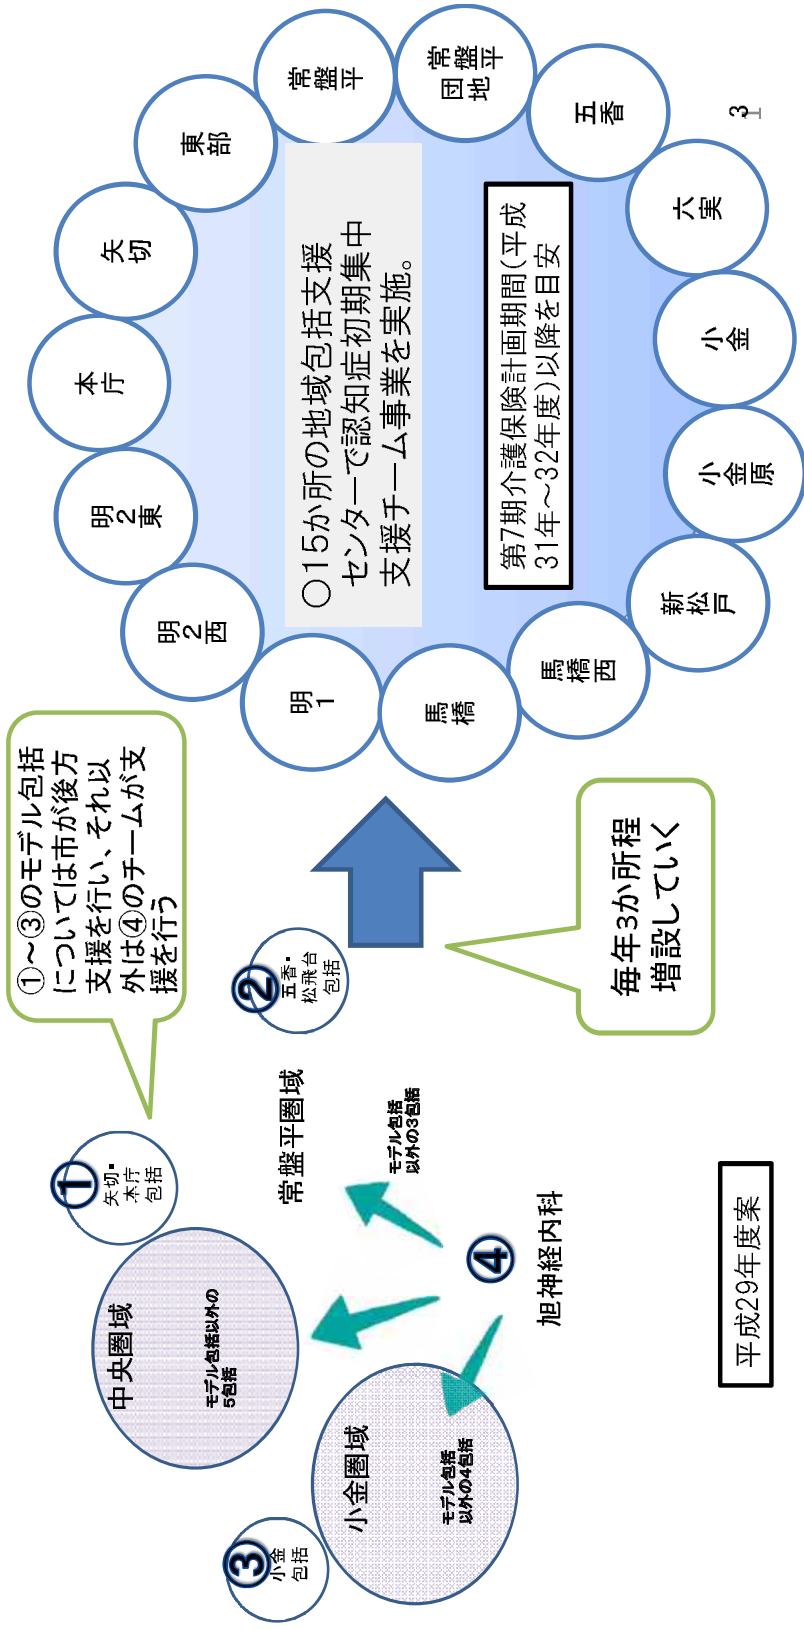 ①～③のモデル包括
については市が後方
支援を行い、それ以
外は④のチームが支
援を行う
①
矢切・
本庁
包括
中央圏域
モデル包括以外の
5包括
②
五香・
松飛台
包括
常盤平圏域
モデル包括
以外の3包括
③
小金
包括
小金圏域
モデル包括
以外の4包括
④
旭神経内科
平成29年度案
毎年3か所程
増設していく
○15か所の地域包括支援
センターで認知症初期集中
支援チーム事業を実施。
第7期介護保険計画期間(平成
31年～32年度)以降を目安
明
1
明
2
西
明
2
東
本
庁
矢
切
東
部
常
盤
平
常盤平
団地
五
香
六
実
小
金
小
金
原
新
松
戸
馬
橋
西
馬
橋